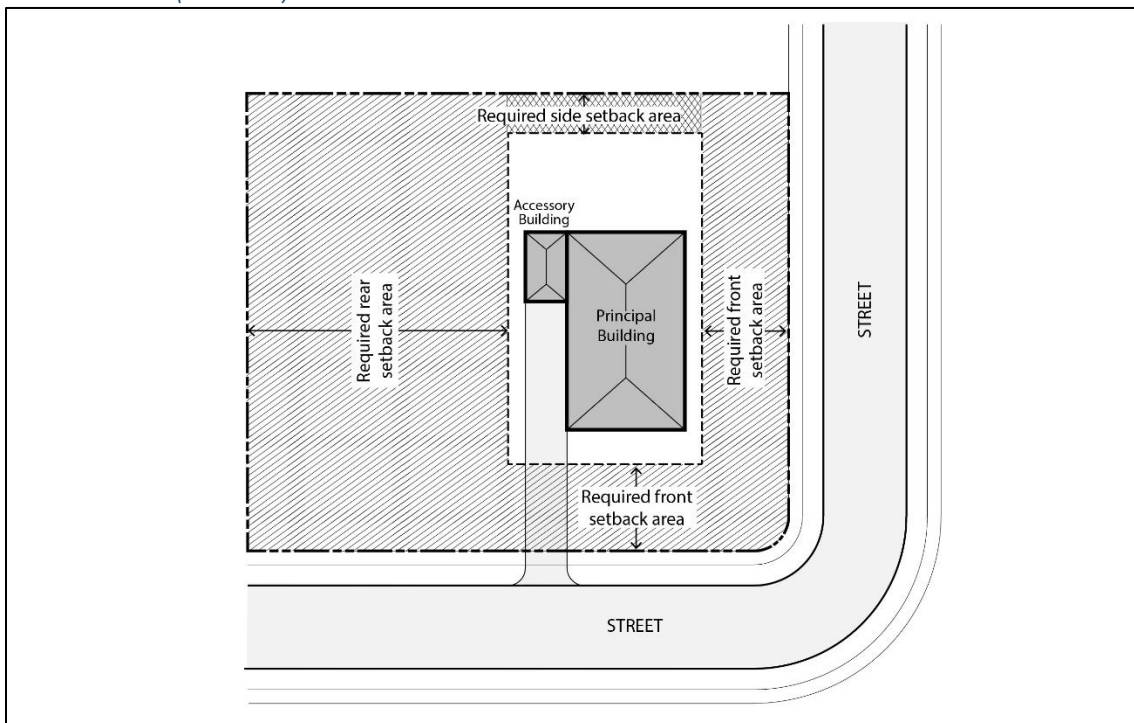 Required side setback area
Accessory
Building
Required rear
setback area
Principal
Building
Required front
setback area
STREET
Required front
setback area
STREET